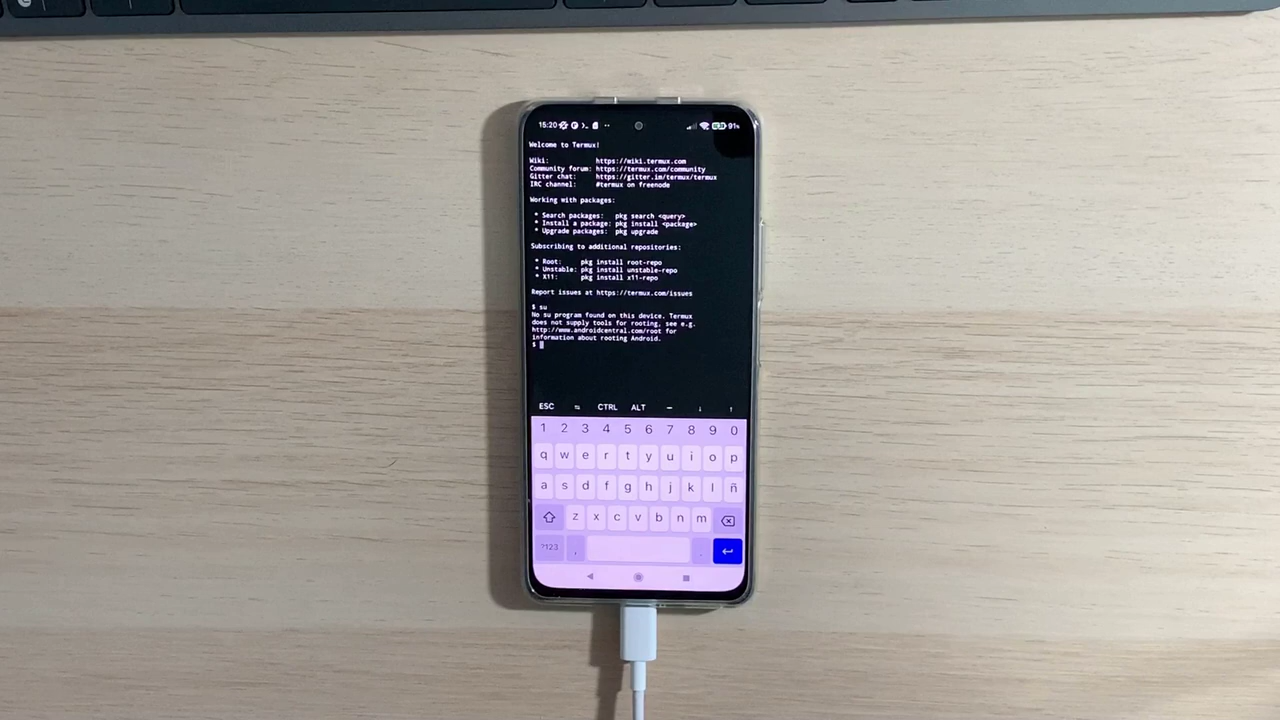 15:20
91%
Welcome to Termux!
Wiki: https://wiki.termux.com
Community forum: https://termux.com/community
Gitter chat: https://gitter.im/termux/termux
IRC channel: #termux on freenode
Working with packages:
* Search packages: pkg search <query>
* Install a package: pkg install <package>
* Upgrade packages: pkg upgrade
Subscribing to additional repositories:
* Root: pkg install root-repo
* Unstable: pkg install unstable-repo
* X11: pkg install x11-repo
Report issues at https://termux.com/issues
$ su
No su program found on this device. Termux
does not supply tools for rooting, see e.g.
http://www.androidcentral.com/root for
information about rooting Android.
$
ESC ⇆ CTRL ALT − ↓ ↑
1 2 3 4 5 6 7 8 9 0
q w e r t y u i o p
a s d f g h j k l ñ
z x c v b n m
?123 , .